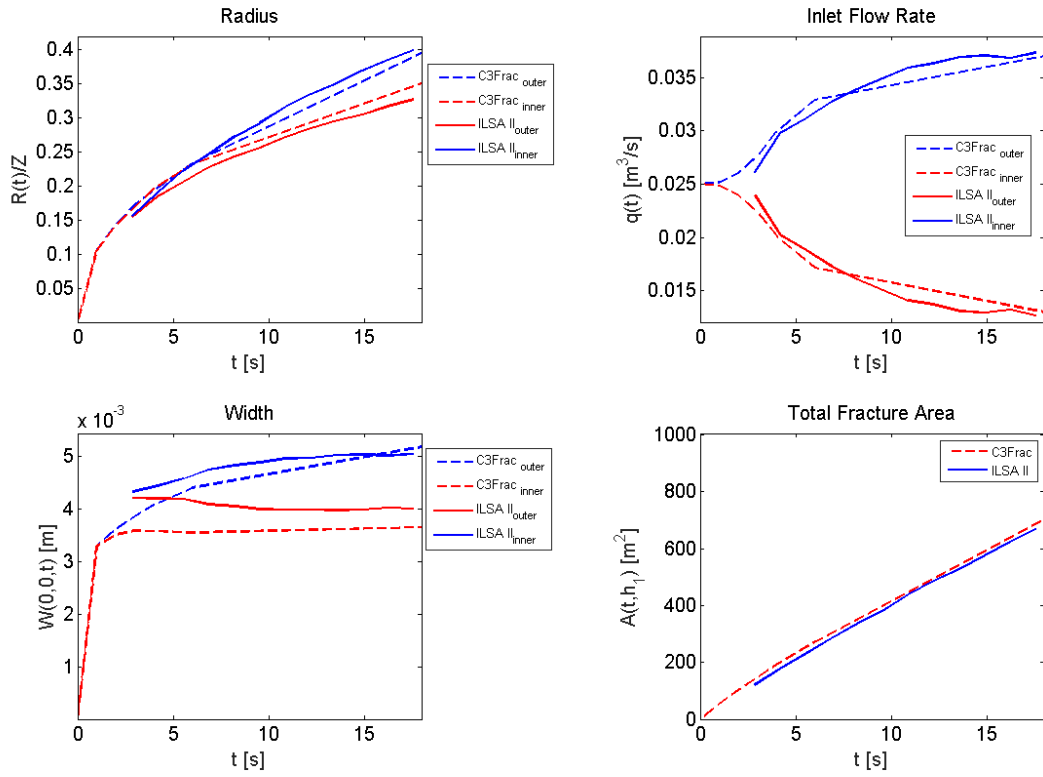 Radius
R(t)/Z
0.4
0.35
0.3
0.25
0.2
0.15
0.1
0.05
0 5 10 15
t [s]
C3Frac outer
C3Frac inner
ILSA II outer
ILSA II inner
Inlet Flow Rate
q(t) [m³/s]
0.035
0.03
0.025
0.02
0.015
0 5 10 15
t [s]
C3Frac outer
C3Frac inner
ILSA II outer
ILSA II inner
x 10⁻³
Width
W(0,0,t) [m]
5
4
3
2
1
0 5 10 15
t [s]
C3Frac outer
C3Frac inner
ILSA II outer
ILSA II inner
Total Fracture Area
A(t,h₁) [m²]
1000
800
600
400
200
0
0 5 10 15
t [s]
C3Frac
ILSA II